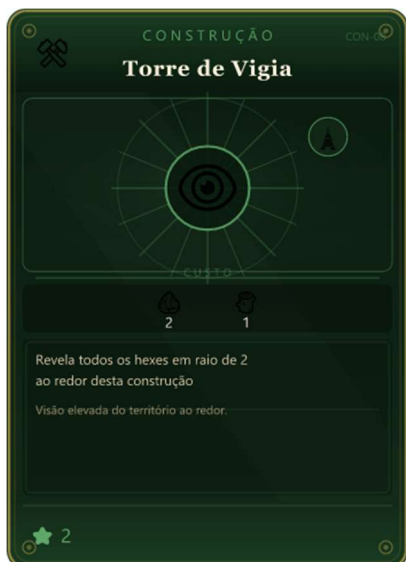 CONSTRUÇÃO
Torre de Vigia
CUSTO
2 1
Revela todos os hexes em raio de 2
ao redor desta construção
Visão elevada do território ao redor.
2